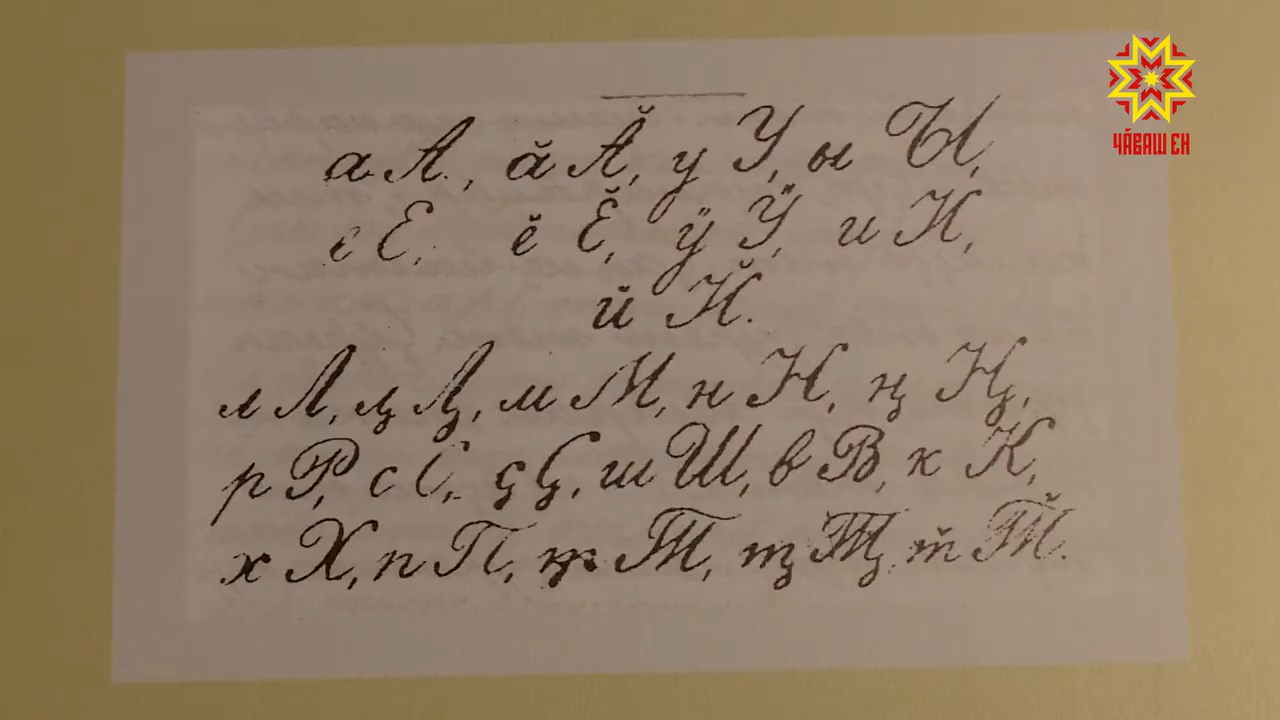 а А, ӑ Ӑ, у У, ы Ы,
е Е, ӗ Ӗ, ӳ Ӳ, и И,
й Й.
л Л, љ Љ, м М, н Н, њ Њ,
р Р, с С, ҫ Ҫ, ш Ш, в В, к К,
х Х, п П, т Т, т̡ Т̡, т̌ Т̌.
ЧӐВАШ ЕН